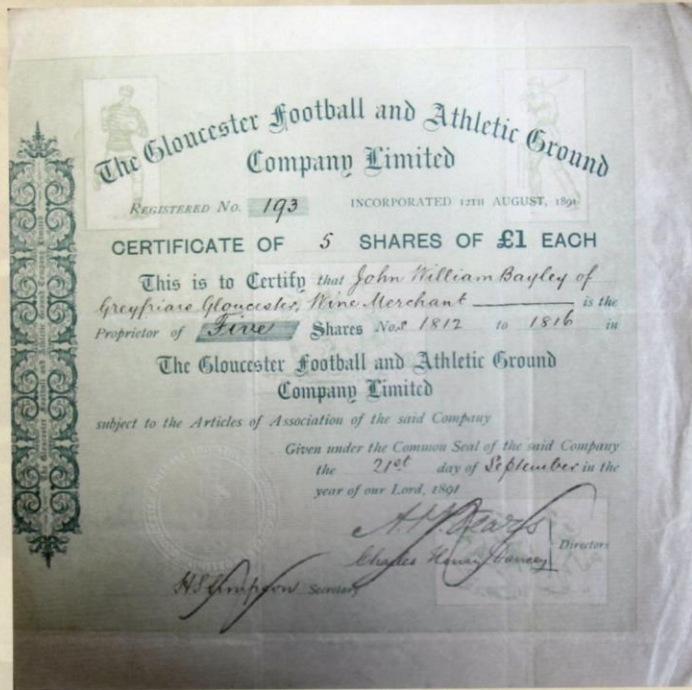 The Gloucester Football and Athletic Ground
Company Limited
REGISTERED No. 193 INCORPORATED 12TH AUGUST, 1891
CERTIFICATE OF 5 SHARES OF £1 EACH
This is to Certify that John William Bayley of
Greyfriars Gloucester, Wine Merchant is the
Proprietor of Five Shares Nos 1812 to 1816 in
The Gloucester Football and Athletic Ground
Company Limited
subject to the Articles of Association of the said Company
Given under the Common Seal of the said Company
the 21st day of September in the
year of our Lord, 1891
Directors
Charles Henry Dancey
Secretary